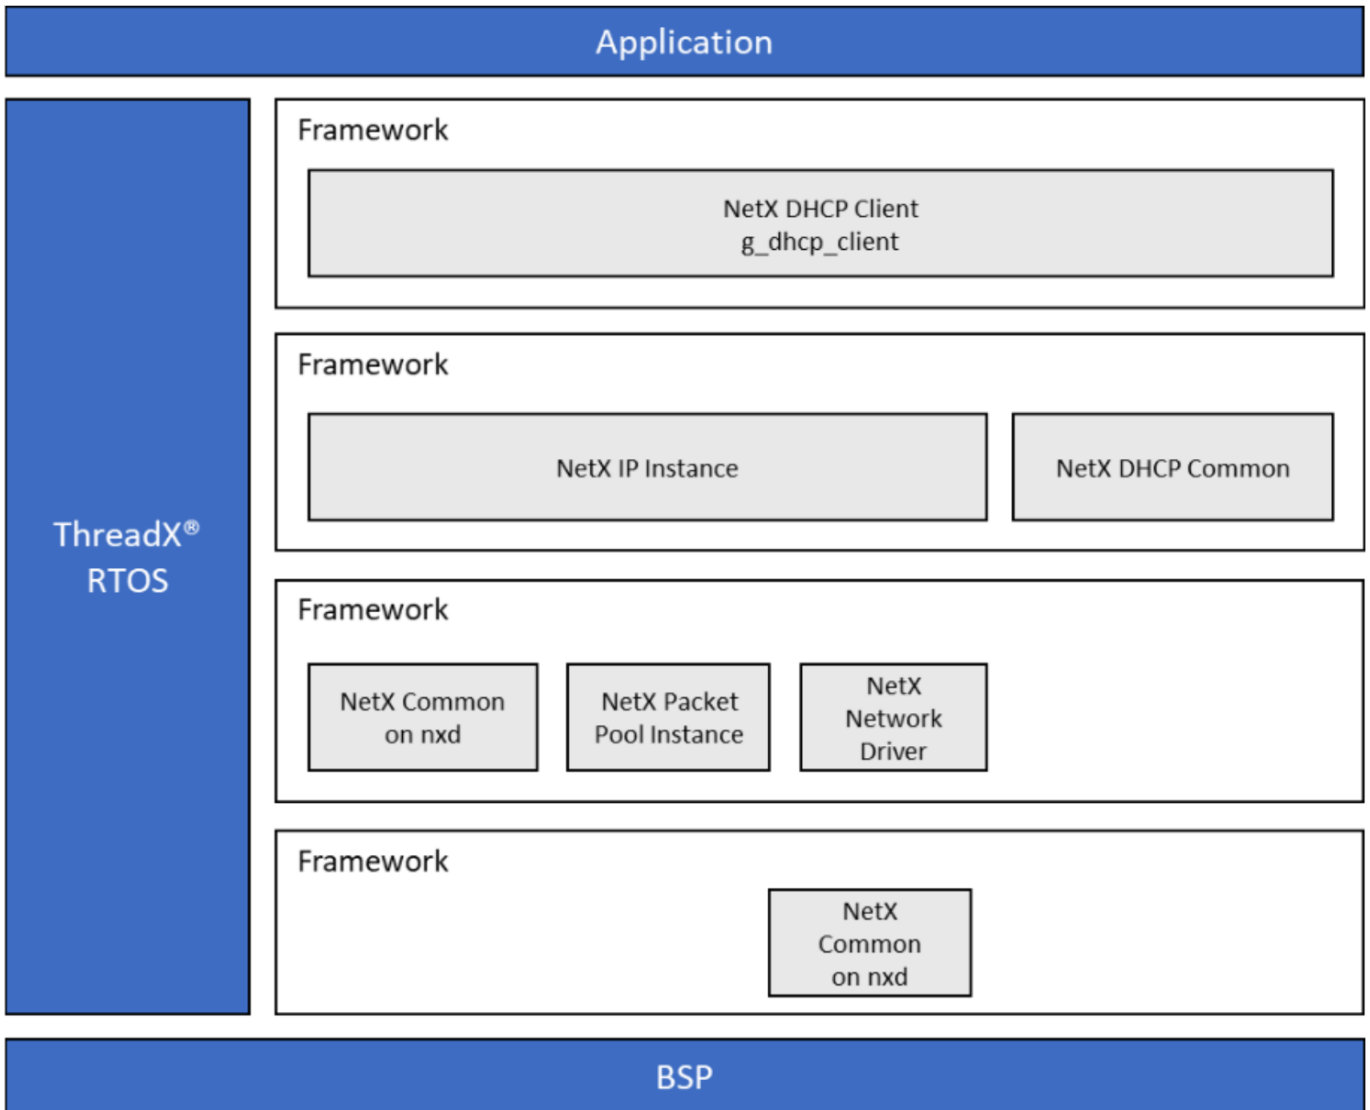 Application
ThreadX®
RTOS
Framework
NetX DHCP Client
g_dhcp_client
Framework
NetX IP Instance
NetX DHCP Common
Framework
NetX Common
on nxd
NetX Packet
Pool Instance
NetX
Network
Driver
Framework
NetX
Common
on nxd
BSP